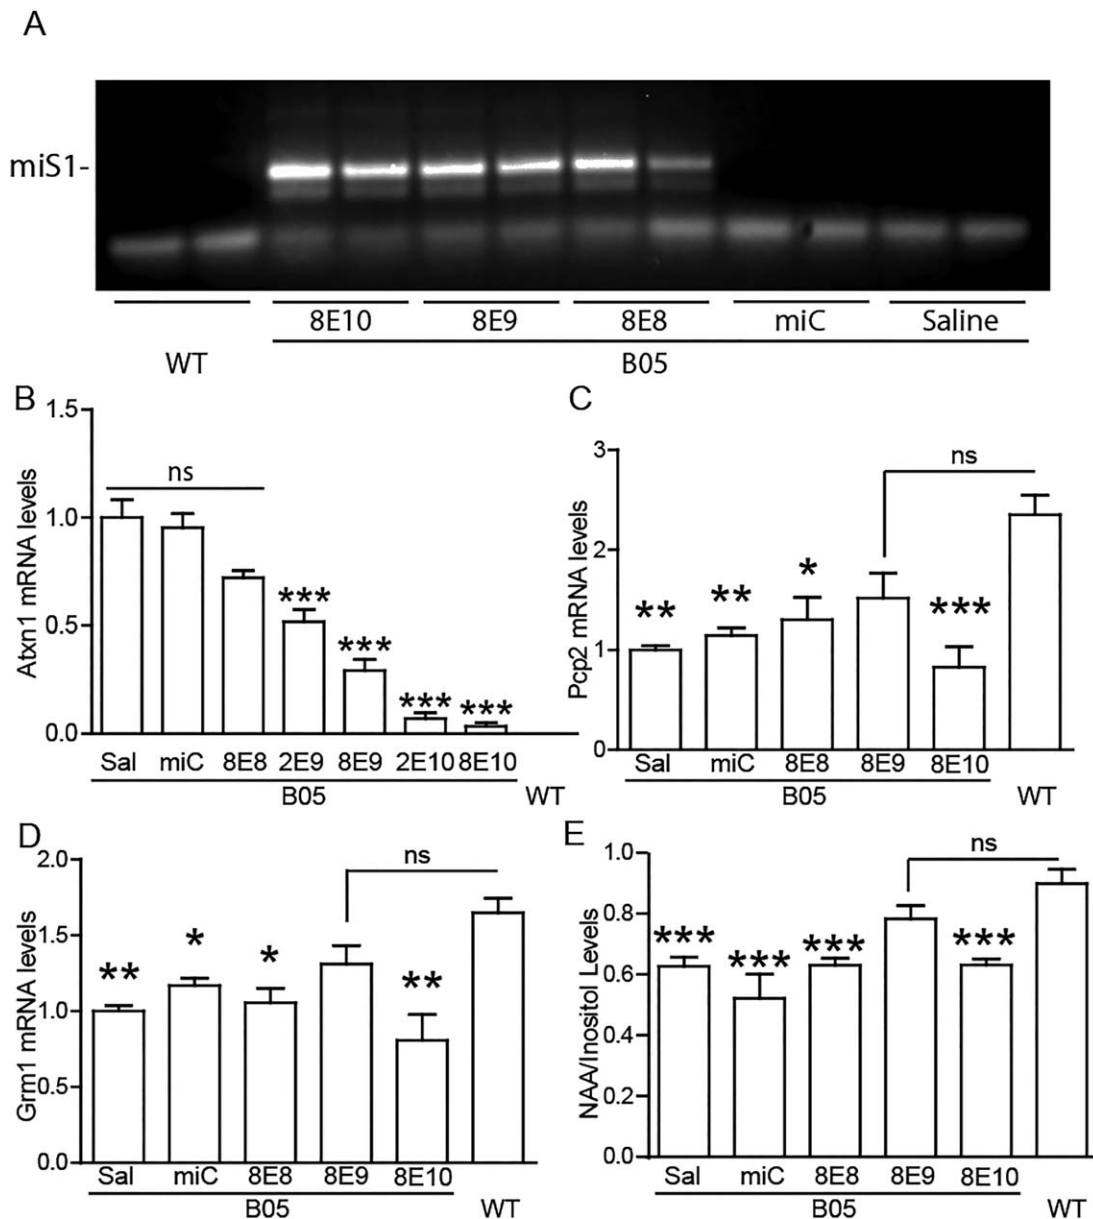 A
miS1-
8E10 8E9 8E8 miC Saline
WT B05
B
Atxn1 mRNA levels
1.5
1.0
0.5
0.0
ns
***
***
***
***
Sal miC 8E8 2E9 8E9 2E10 8E10
B05 WT
C
Pcp2 mRNA levels
3
2
1
0
ns
**
**
*
***
Sal miC 8E8 8E9 8E10
B05 WT
D
Grm1 mRNA levels
2.0
1.5
1.0
0.5
0.0
ns
**
*
*
**
Sal miC 8E8 8E9 8E10
B05 WT
E
NAA/Inositol Levels
1.0
0.8
0.6
0.4
0.2
0.0
ns
***
***
***
***
Sal miC 8E8 8E9 8E10
B05 WT